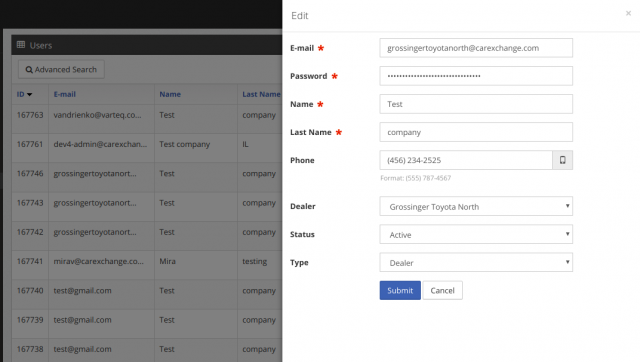 Users
Advanced Search
ID E-mail Name Last Name
167763 vandrienko@varteq.co... Test company
167761 dev4-admin@carexchan... Test company IL
167746 grossingertoyotanort... Test company
167743 grossingertoyotanort... Test company
167742 grossingertoyotanort... Test company
167741 mirav@carexchange.co... Mira testing
167740 test@gmail.com Test company
167739 test@gmail.com Test company
167738 test@gmail.com Test company
Edit ×
E-mail * grossingertoyotanorth@carexchange.com
Password * ••••••••••••••••••••••••••••••••
Name * Test
Last Name * company
Phone (456) 234-2525
Format: (555) 787-4567
Dealer Grossinger Toyota North
Status Active
Type Dealer
Submit Cancel